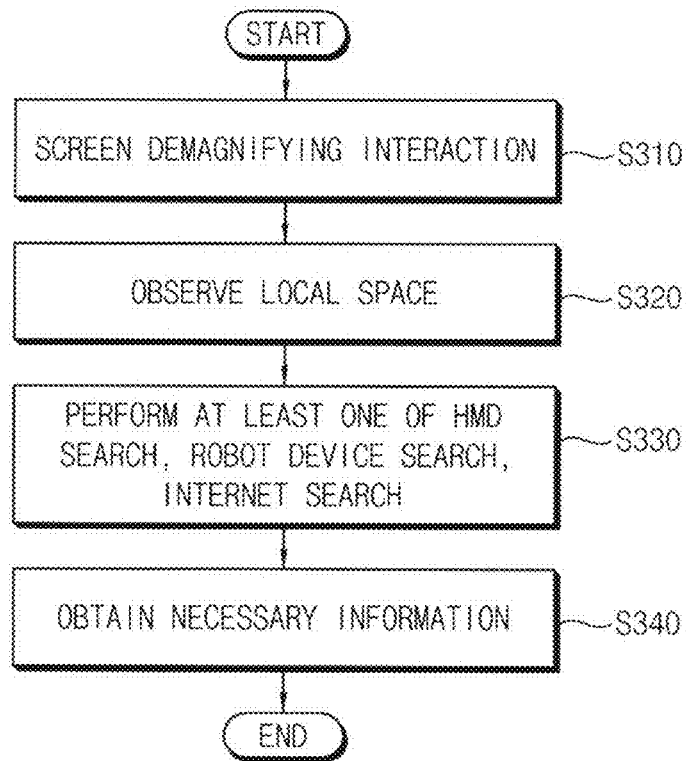 START
SCREEN DEMAGNIFYING INTERACTION
S310
OBSERVE LOCAL SPACE
S320
PERFORM AT LEAST ONE OF HMD
SEARCH, ROBOT DEVICE SEARCH,
INTERNET SEARCH
S330
OBTAIN NECESSARY INFORMATION
S340
END